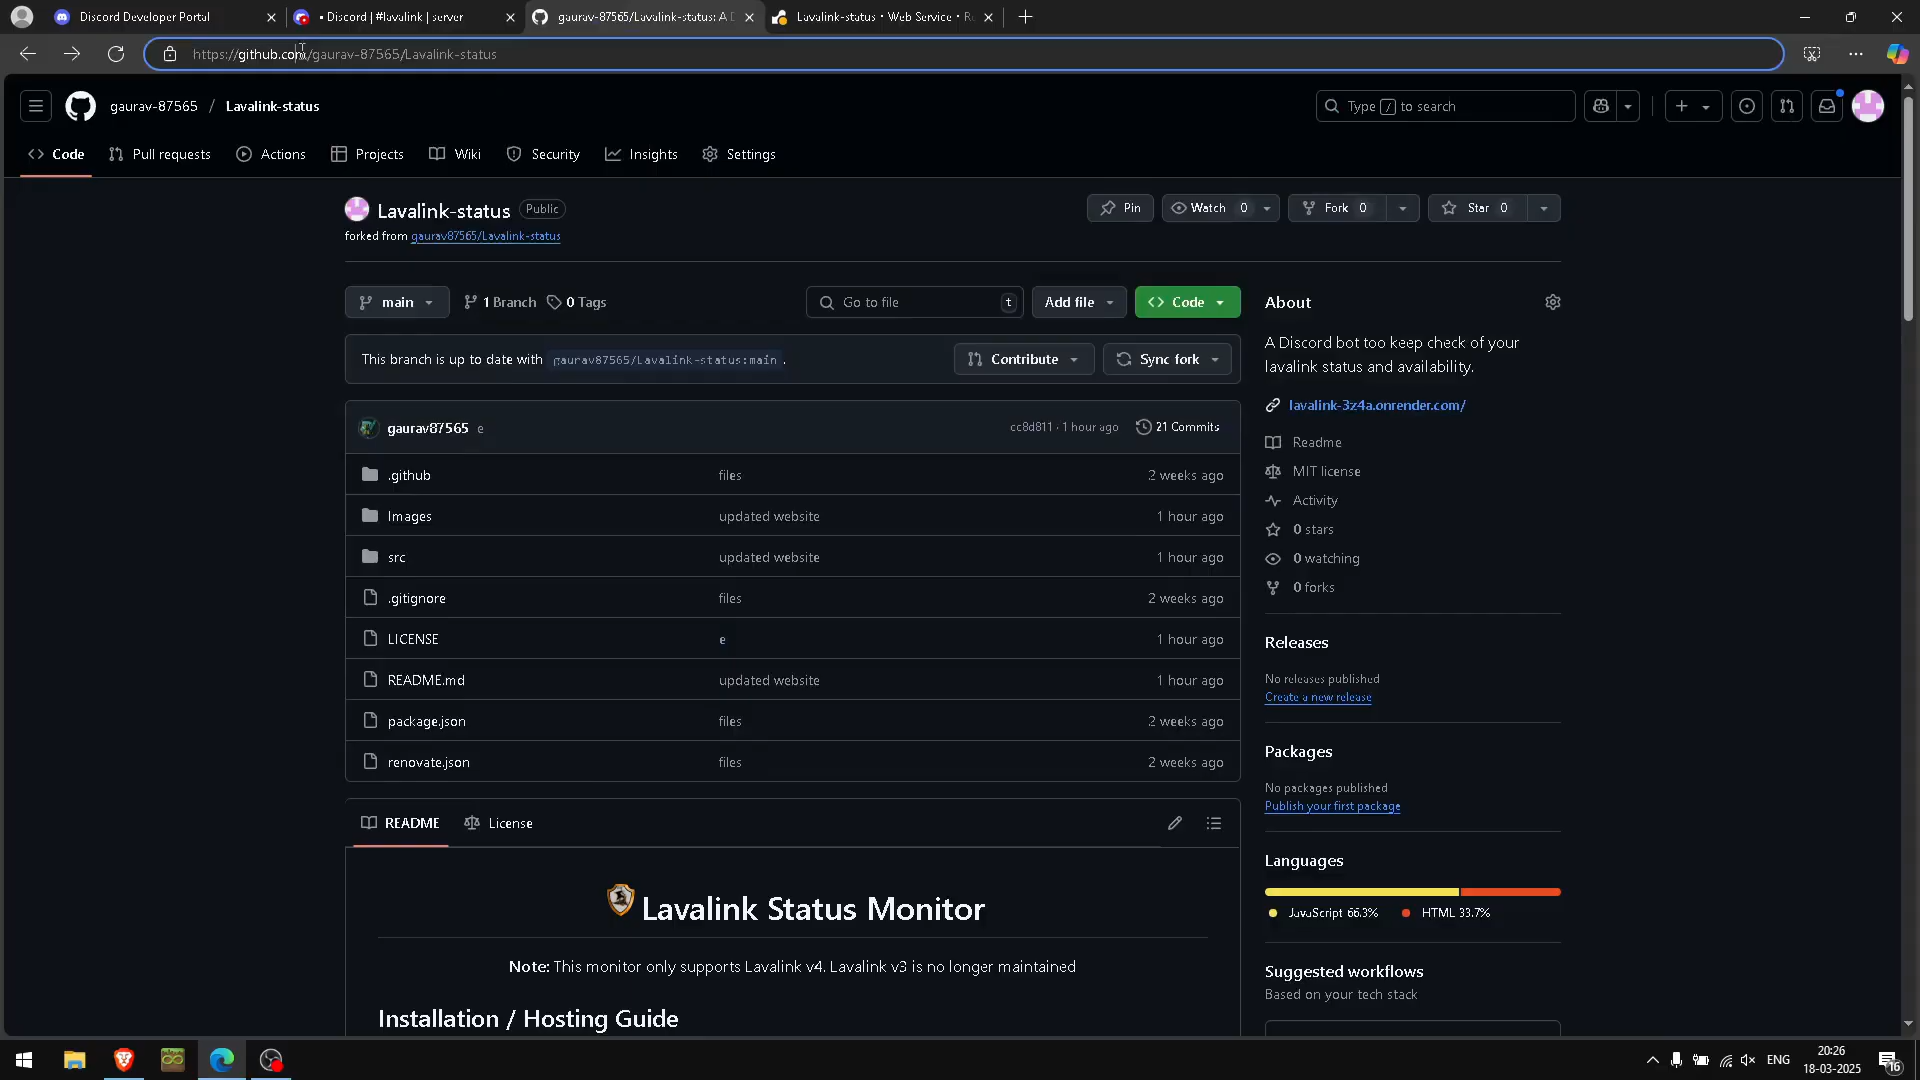 Discord Developer Portal
• Discord | #lavalink | server
gaurav-87565/Lavalink-status: A D
Lavalink-status · Web Service · R
https://github.com/gaurav-87565/Lavalink-status
gaurav-87565 / Lavalink-status
Type / to search
Code
Pull requests
Actions
Projects
Wiki
Security
Insights
Settings
Lavalink-status
Public
Pin
Watch 0
Fork 0
Star 0
forked from gaurav87565/Lavalink-status
main
1 Branch
0 Tags
Go to file
t
Add file
Code
This branch is up to date with gaurav87565/Lavalink-status:main .
Contribute
Sync fork
gaurav87565 e
cc8d811 · 1 hour ago
21 Commits
.github files 2 weeks ago
Images updated website 1 hour ago
src updated website 1 hour ago
.gitignore files 2 weeks ago
LICENSE e 1 hour ago
README.md updated website 1 hour ago
package.json files 2 weeks ago
renovate.json files 2 weeks ago
README
License
Lavalink Status Monitor
Note: This monitor only supports Lavalink v4. Lavalink v3 is no longer maintained
Installation / Hosting Guide
About
A Discord bot too keep check of your
lavalink status and availability.
lavalink-3z4a.onrender.com/
Readme
MIT license
Activity
0 stars
0 watching
0 forks
Releases
No releases published
Create a new release
Packages
No packages published
Publish your first package
Languages
JavaScript 66.3%
HTML 33.7%
Suggested workflows
Based on your tech stack
ENG
20:26
18-03-2025
16